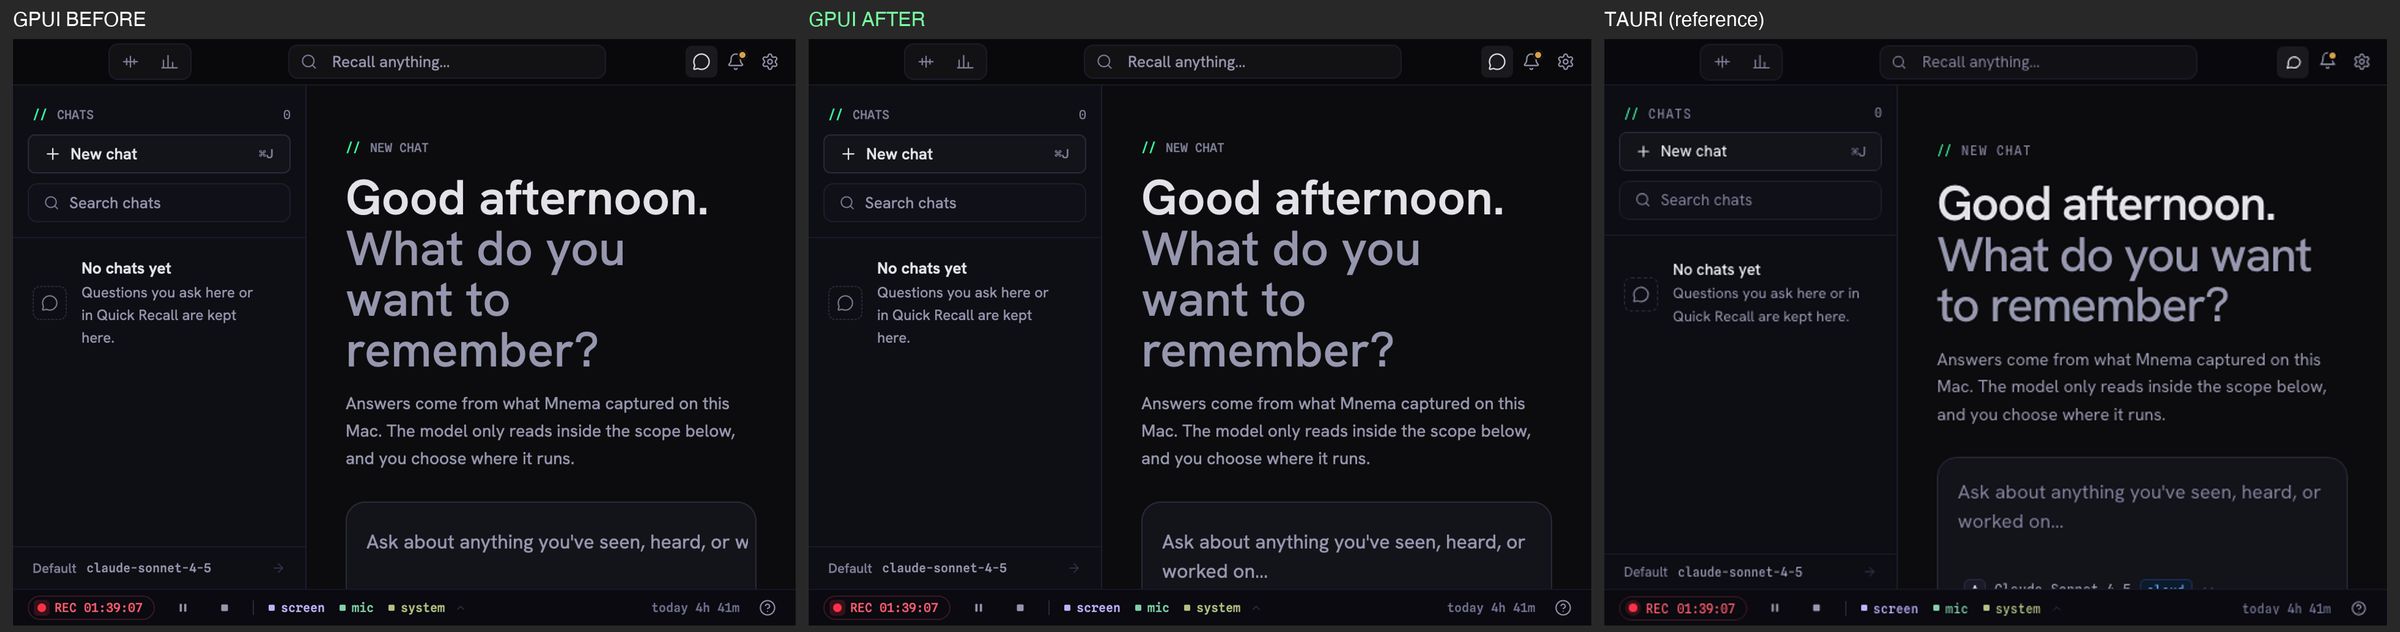 GPUI BEFORE
Recall anything...
// CHATS 0
+ New chat ⌘J
Search chats
No chats yet
Questions you ask here or
in Quick Recall are kept
here.
Default claude-sonnet-4-5 →
// NEW CHAT
Good afternoon.
What do you
want to
remember?
Answers come from what Mnema captured on this
Mac. The model only reads inside the scope below,
and you choose where it runs.
Ask about anything you've seen, heard, or w
REC 01:39:07 screen mic system today 4h 41m
GPUI AFTER
Recall anything...
// CHATS 0
+ New chat ⌘J
Search chats
No chats yet
Questions you ask here or
in Quick Recall are kept
here.
Default claude-sonnet-4-5 →
// NEW CHAT
Good afternoon.
What do you
want to
remember?
Answers come from what Mnema captured on this
Mac. The model only reads inside the scope below,
and you choose where it runs.
Ask about anything you've seen, heard, or
worked on...
REC 01:39:07 screen mic system today 4h 41m
TAURI (reference)
Recall anything...
// CHATS 0
+ New chat ⌘J
Search chats
No chats yet
Questions you ask here or in
Quick Recall are kept here.
Default claude-sonnet-4-5 →
// NEW CHAT
Good afternoon.
What do you want
to remember?
Answers come from what Mnema captured on this
Mac. The model only reads inside the scope below,
and you choose where it runs.
Ask about anything you've seen, heard, or
worked on...
Claude Sonnet 4.5 cloud
REC 01:39:07 screen mic system today 4h 41m